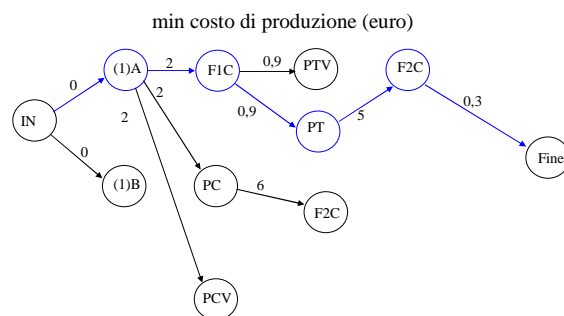 min costo di produzione (euro)
(1)A
2
F1C
0,9
PTV
F2C
0
2
0,9
5
0,3
IN
2
PT
0
Fine
(1)B
PC
6
F2C
PCV